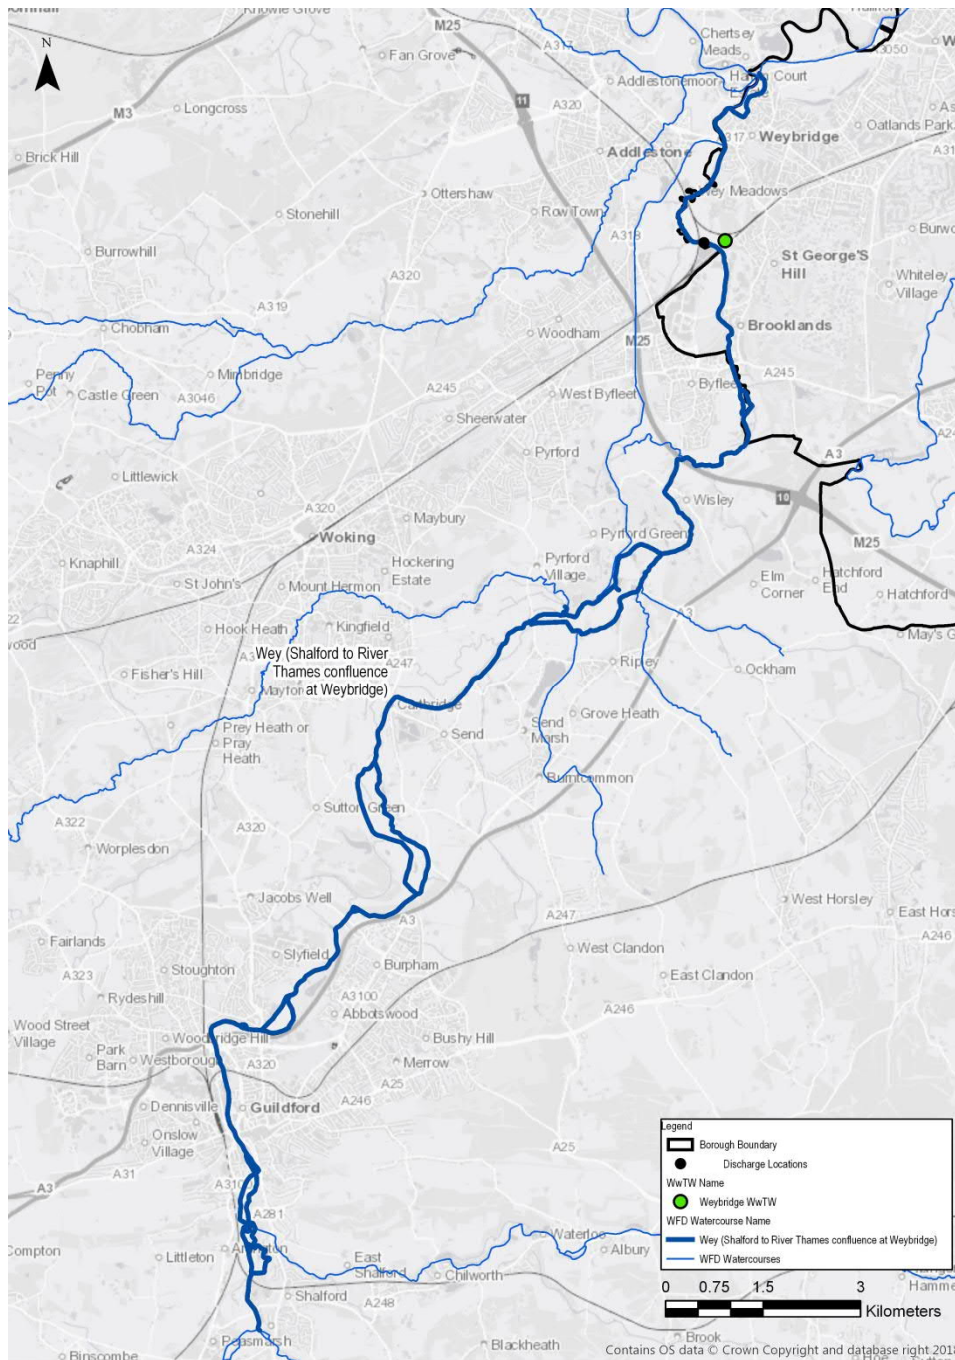 N
M25
Knowle Grove
Fan Grove
A317
Chertsey
Meads
A3050
Addlestonemoor
Court
11
A320
M3
Longcross
A317
Weybridge
Oatlands Park
Addlestone
Brick Hill
Ottershaw
Wey Meadows
Stonehill
Row Town
A318
Burrowhill
A320
St George'S
Hill
Whiteley
Village
A319
Chobham
Woodham
Brooklands
M25
Mimbridge
Penny
Pot
Castle Green
A3046
A245
West Byfleet
Byfleet
A245
Sheerwater
Pyrford
A3
Littlewick
Wisley
10
A320
Maybury
Woking
Pyrford Green
M25
Knaphill
A324
St John's
Mount Hermon
Hockering
Estate
Pyrford
Village
Elm
Corner
Hatchford
End
Hatchford
A3
Hook Heath
Kingfield
Wey (Shalford to River
Thames confluence
at Weybridge)
A247
Ripley
Ockham
Fisher's Hill
Cartbridge
Grove Heath
Prey Heath or
Pray
Heath
Send
Send
Marsh
Burntcommon
Sutton Green
A322
A320
Worplesdon
Jacobs Well
West Horsley
A3
A247
A246
Fairlands
Slyfield
Burpham
West Clandon
A323
Stoughton
East Clandon
Rydeshill
A3100
Abbotswood
A246
Wood Street
Village
Woodbridge Hill
Bushy Hill
Park
Barn
Westborough
A320
Merrow
A25
Dennisville
Guildford
A246
Onslow
Village
A25
A31
A3
A281
Compton
Littleton
East
Shalford
Waterloo
Albury
Chilworth
Shalford
A248
Peasmarsh
Binscombe
Blackheath
Brook
Legend
Borough Boundary
Discharge Locations
WwTW Name
Weybridge WwTW
WFD Watercourse Name
Wey (Shalford to River Thames confluence at Weybridge)
WFD Watercourses
0 0.75 1.5 3
Kilometers
Contains OS data © Crown Copyright and database right 2018